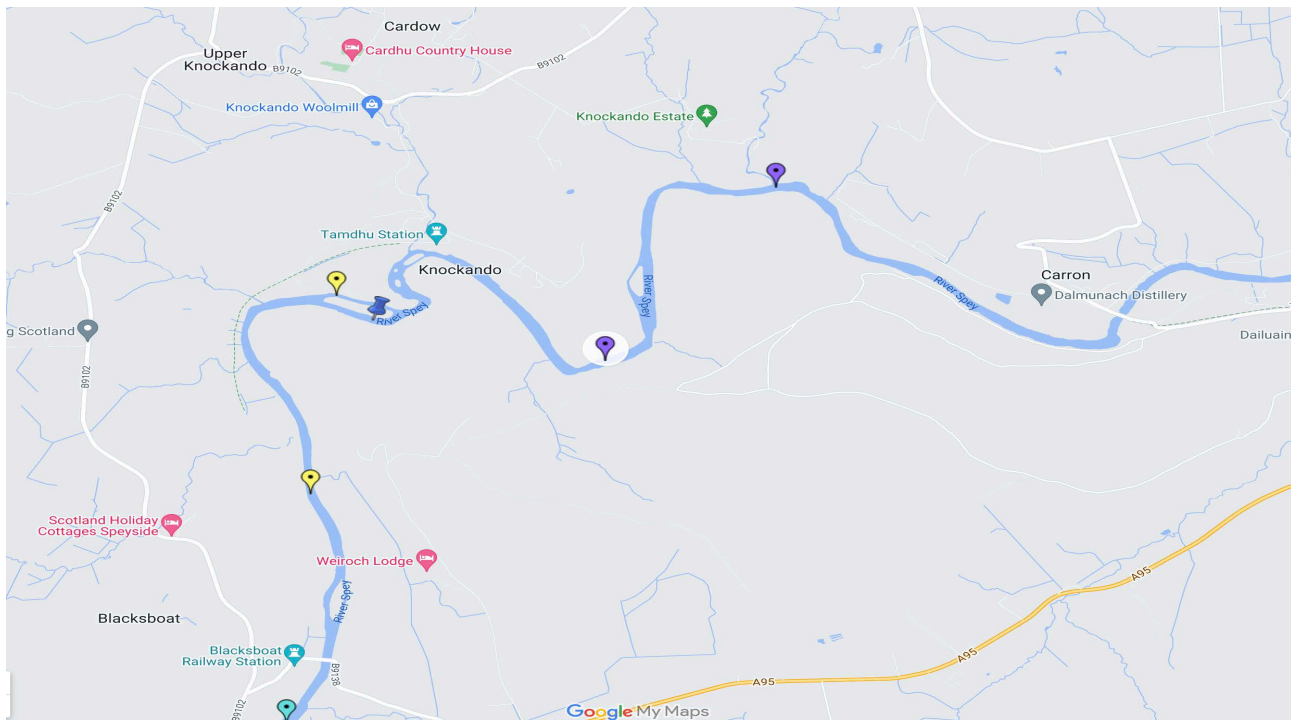 Cardow
Cardhu Country House
Upper
Knockando
B9102
B9102
Knockando Woolmill
Knockando Estate
B9102
Tamdhu Station
Knockando
River Spey
River Spey
River Spey
Carron
Dalmunach Distillery
g Scotland
Dailuain
B9102
Scotland Holiday
Cottages Speyside
Weiroch Lodge
River Spey
A95
Blacksboat
Blacksboat
Railway Station
B9138
A95
A95
B9102
Google My Maps